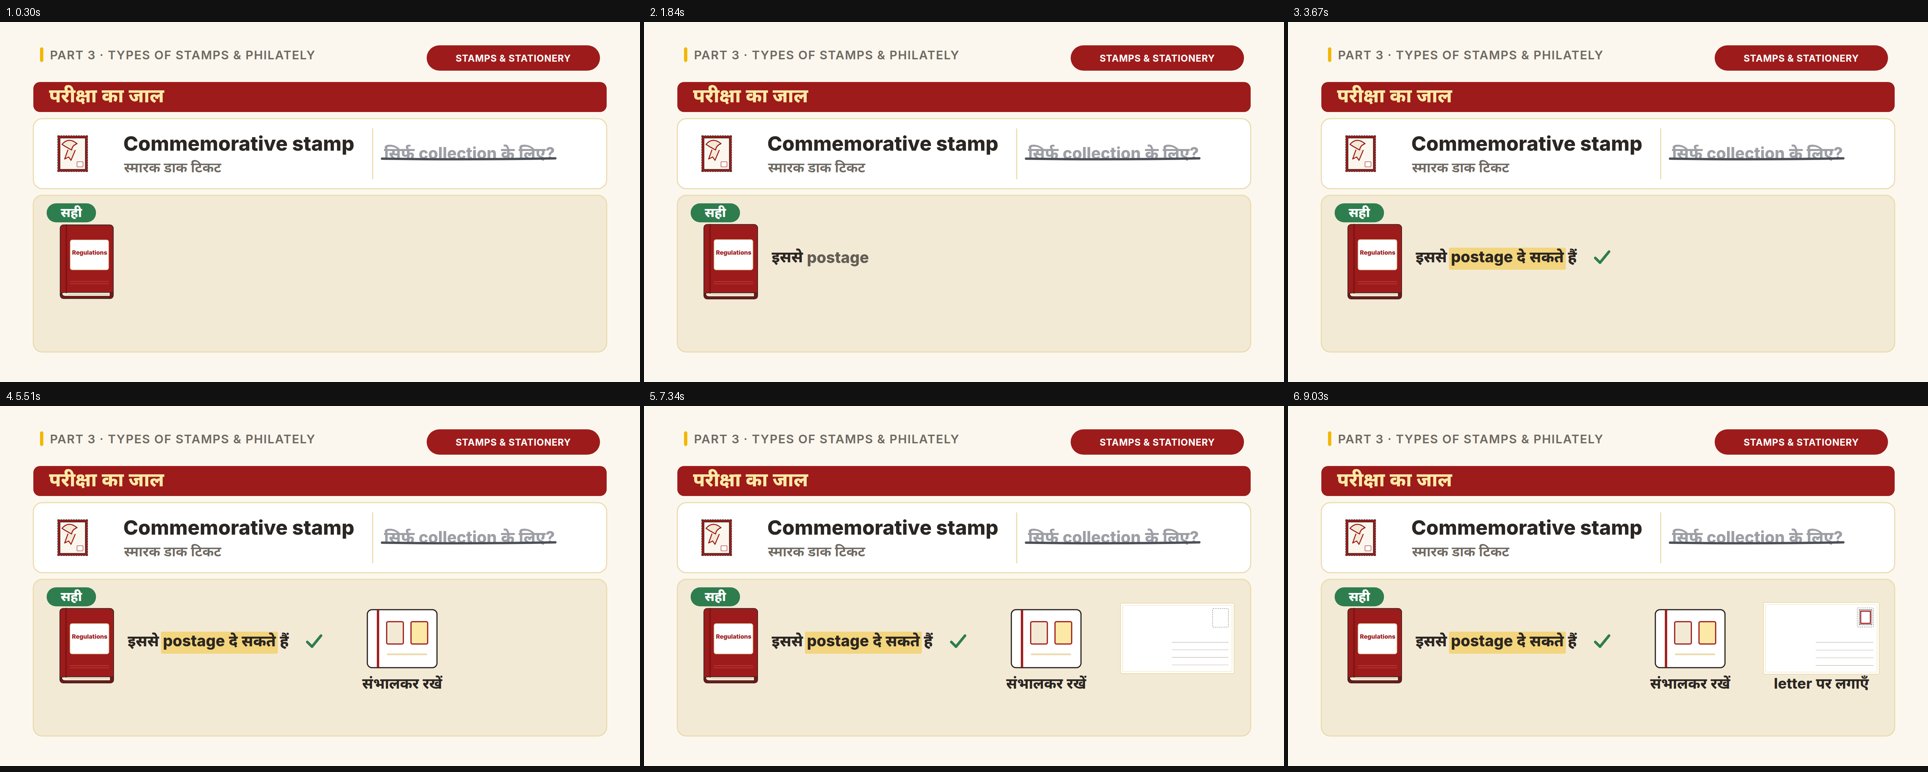 1. 0.30s
PART 3 · TYPES OF STAMPS & PHILATELY
STAMPS & STATIONERY
परीक्षा का जाल
Commemorative stamp
स्मारक डाक टिकट
सिर्फ collection के लिए?
सही
Regulations
2. 1.84s
PART 3 · TYPES OF STAMPS & PHILATELY
STAMPS & STATIONERY
परीक्षा का जाल
Commemorative stamp
स्मारक डाक टिकट
सिर्फ collection के लिए?
सही
Regulations
इससे postage
3. 3.67s
PART 3 · TYPES OF STAMPS & PHILATELY
STAMPS & STATIONERY
परीक्षा का जाल
Commemorative stamp
स्मारक डाक टिकट
सिर्फ collection के लिए?
सही
Regulations
इससे postage दे सकते हैं
4. 5.51s
PART 3 · TYPES OF STAMPS & PHILATELY
STAMPS & STATIONERY
परीक्षा का जाल
Commemorative stamp
स्मारक डाक टिकट
सिर्फ collection के लिए?
सही
Regulations
इससे postage दे सकते हैं
संभालकर रखें
5. 7.34s
PART 3 · TYPES OF STAMPS & PHILATELY
STAMPS & STATIONERY
परीक्षा का जाल
Commemorative stamp
स्मारक डाक टिकट
सिर्फ collection के लिए?
सही
Regulations
इससे postage दे सकते हैं
संभालकर रखें
6. 9.03s
PART 3 · TYPES OF STAMPS & PHILATELY
STAMPS & STATIONERY
परीक्षा का जाल
Commemorative stamp
स्मारक डाक टिकट
सिर्फ collection के लिए?
सही
Regulations
इससे postage दे सकते हैं
संभालकर रखें
letter पर लगाएँ